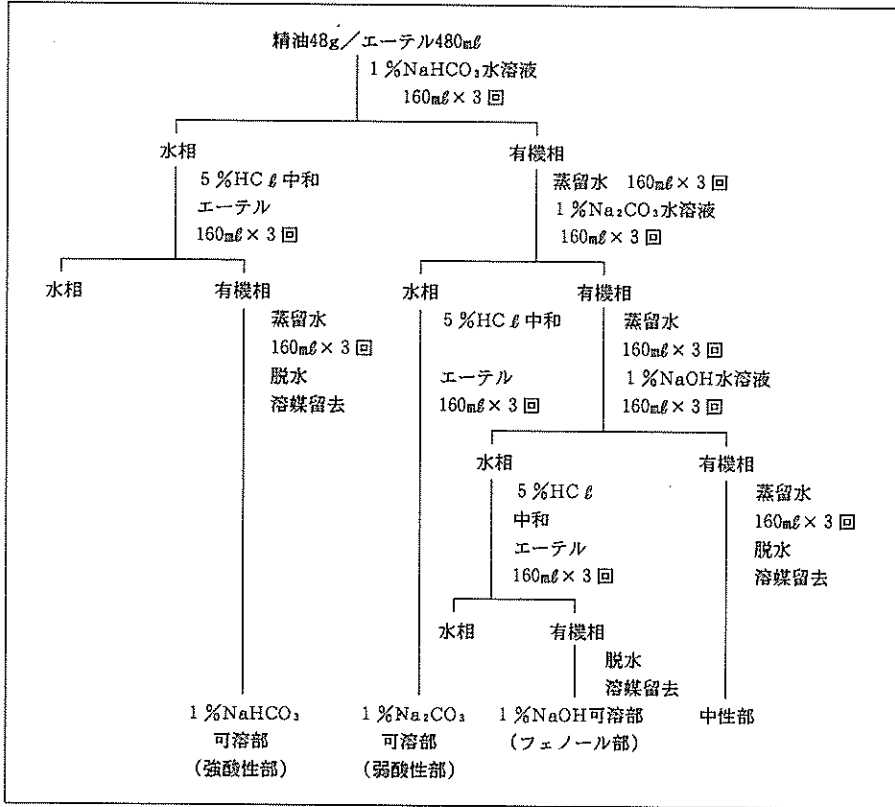 精油48g／エーテル480㎖
1％NaHCO₃水溶液
160㎖×3回
水相
有機相
5％HCℓ中和
エーテル
160㎖×3回
蒸留水　160㎖×3回
1％Na₂CO₃水溶液
160㎖×3回
水相
有機相
水相
有機相
蒸留水
160㎖×3回
脱水
溶媒留去
5％HCℓ中和
エーテル
160㎖×3回
蒸留水
160㎖×3回
1％NaOH水溶液
160㎖×3回
水相
有機相
5％HCℓ
中和
エーテル
160㎖×3回
蒸留水
160㎖×3回
脱水
溶媒留去
水相
有機相
脱水
溶媒留去
1％NaHCO₃
可溶部
（強酸性部）
1％Na₂CO₃
可溶部
（弱酸性部）
1％NaOH可溶部
（フェノール部）
中性部